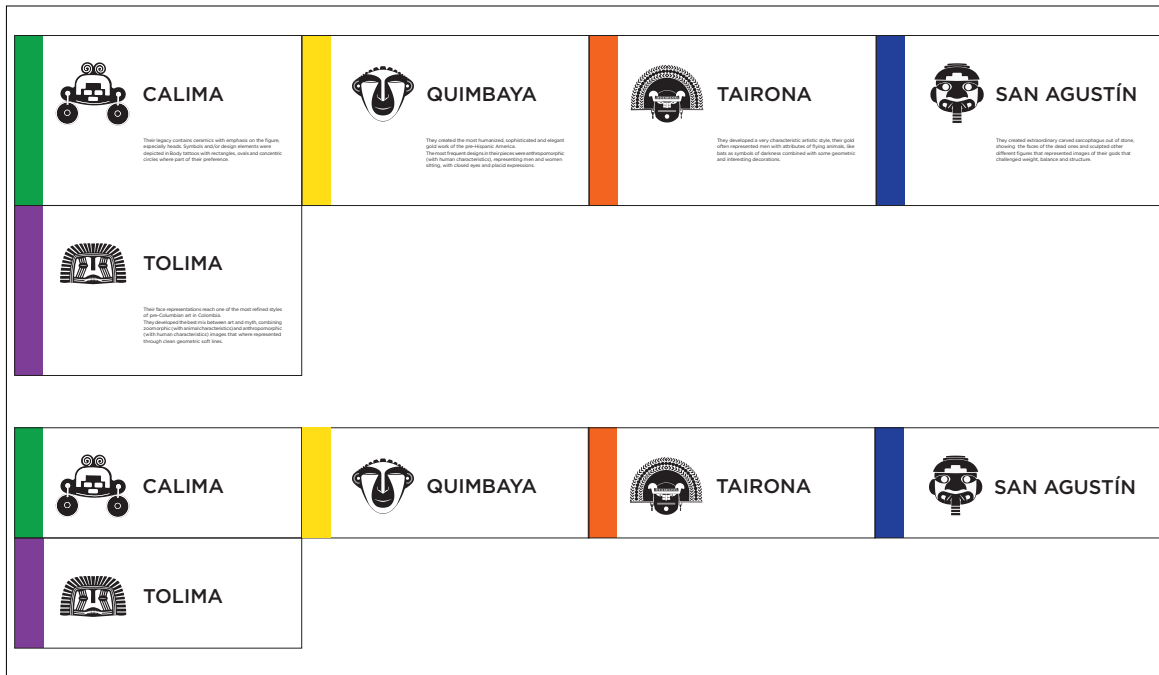 CALIMA
Their legacy contains ceramics with emphasis on the figure,
especially heads. Symbols and/or design elements were
depicted in Body tattoos with rectangles, ovals and concentric
circles where part of their preference.
QUIMBAYA
They created the most humanized, sophisticated and elegant
gold work of the pre-Hispanic America.
The most frequent designs in their pieces were anthropomorphic
(with human characteristics), representing men and women
sitting, with closed eyes and placid expressions.
TAIRONA
They developed a very characteristic artistic style, their gold
often represented men with attributes of flying animals, like
bats as symbols of darkness combined with some geometric
and interesting decorations.
SAN AGUSTÍN
They created extraordinary carved sarcophagus out of stone,
showing the faces of the dead ones and sculpted other
different figures that represented images of their gods that
challenged weight, balance and structure.
TOLIMA
Their face representations reach one of the most refined styles
of pre-Columbian art in Colombia.
They developed the best mix between art and myth, combining
zoomorphic (with animal characteristics) and anthropomorphic
(with human characteristics) images that where represented
through clean geometric soft lines.
CALIMA
QUIMBAYA
TAIRONA
SAN AGUSTÍN
TOLIMA